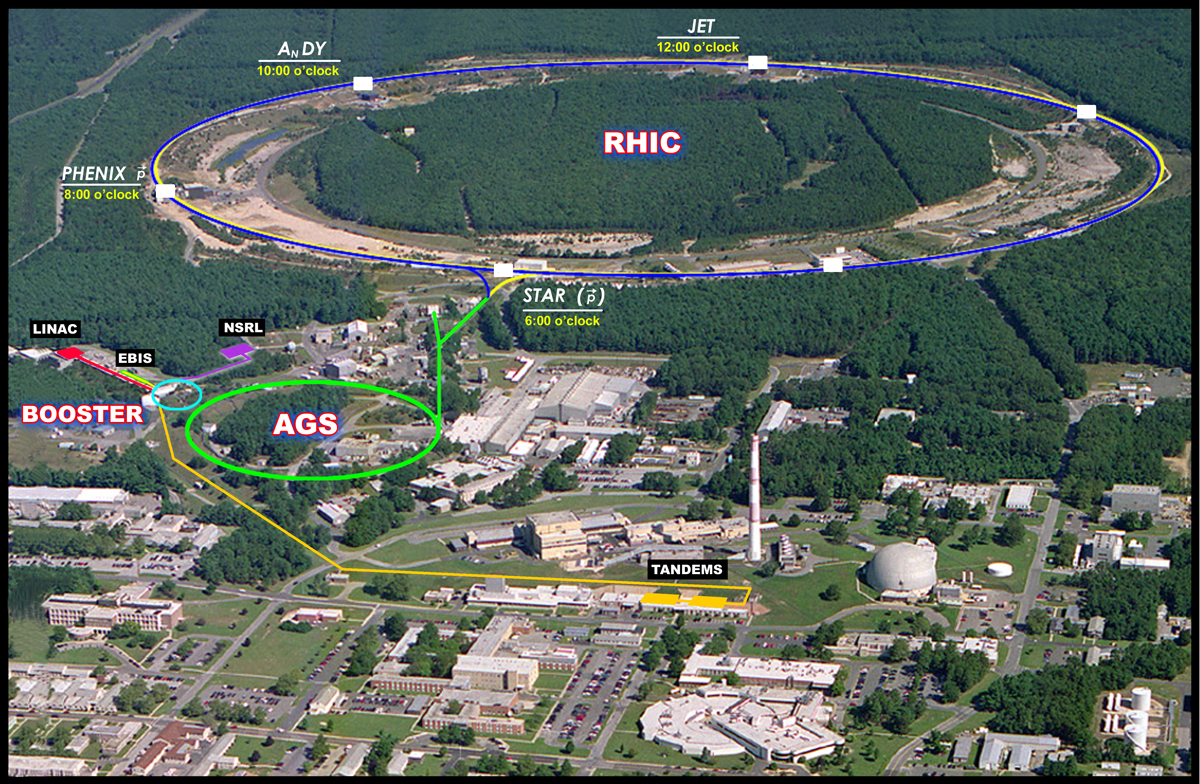 JET
12:00 o'clock
AN DY
10:00 o'clock
RHIC
PHENIX p⃗
8:00 o'clock
STAR (p⃗)
6:00 o'clock
LINAC
NSRL
EBIS
BOOSTER
AGS
TANDEMS